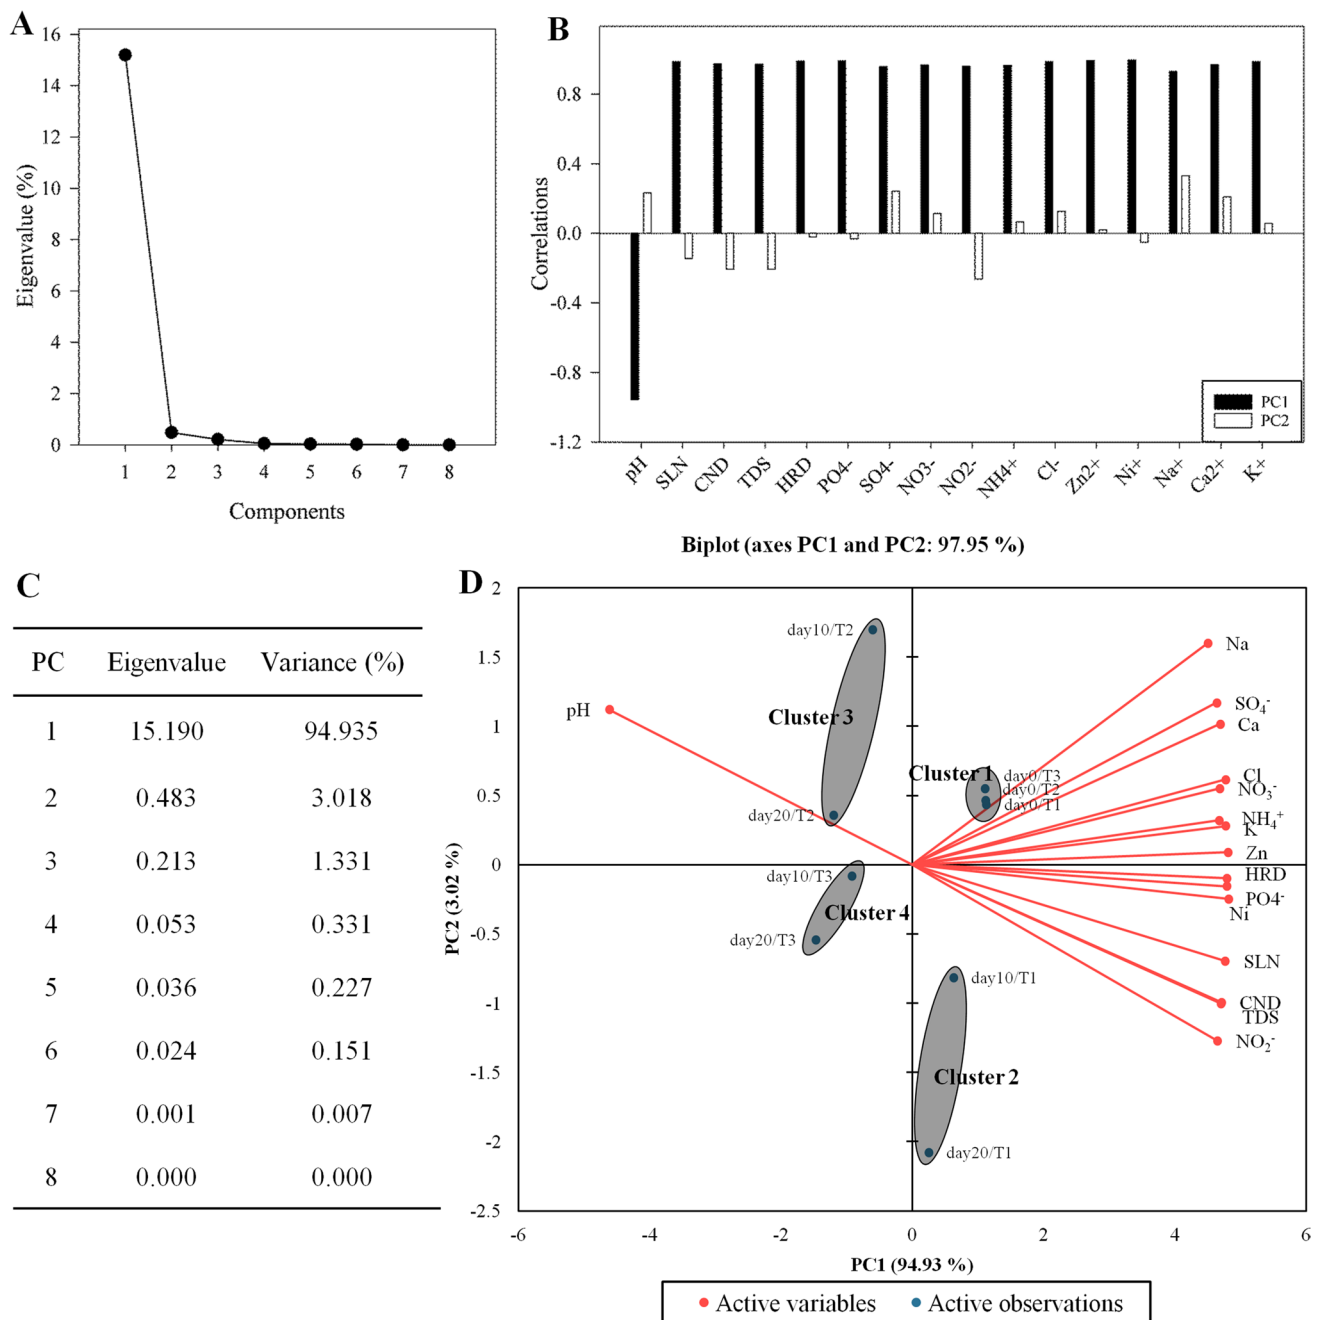 A
16
14
12
10
8
6
4
2
0
Eigenvalue (%)
1 2 3 4 5 6 7 8
Components
B
0.8
0.4
0.0
-0.4
-0.8
-1.2
Correlations
PC1
PC2
pH SLN CND TDS HRD PO4- SO4- NO3- NO2- NH4+ Cl- Zn2+ Ni+ Na+ Ca2+ K+
C
PC Eigenvalue Variance (%)
1 15.190 94.935
2 0.483 3.018
3 0.213 1.331
4 0.053 0.331
5 0.036 0.227
6 0.024 0.151
7 0.001 0.007
8 0.000 0.000
Biplot (axes PC1 and PC2: 97.95 %)
D
2
1.5
1
0.5
0
-0.5
-1
-1.5
-2
-2.5
PC2 (3.02 %)
day10/T2
Na
pH
SO₄⁻
Cluster 3
Ca
Cluster 1
day0/T3
Cl
day0/T2
NO₃⁻
day0/T1
day20/T2
NH₄⁺
K
Zn
day10/T3
HRD
PO4⁻
Cluster 4
Ni
day20/T3
SLN
day10/T1
CND
TDS
NO₂⁻
Cluster 2
day20/T1
-6 -4 -2 0 2 4 6
PC1 (94.93 %)
Active variables Active observations